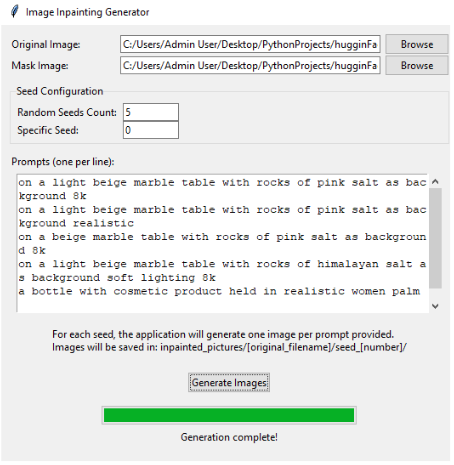 Image Inpainting Generator
Original Image: C:/Users/Admin User/Desktop/PythonProjects/hugginFa Browse
Mask Image: C:/Users/Admin User/Desktop/PythonProjects/hugginFa Browse
Seed Configuration
Random Seeds Count: 5
Specific Seed: 0
Prompts (one per line):
on a light beige marble table with rocks of pink salt as bac
kground 8k
on a light beige marble table with rocks of pink salt as bac
kground realistic
on a beige marble table with rocks of pink salt as backgroun
d 8k
on a light beige marble table with rocks of himalayan salt a
s background soft lighting 8k
a bottle with cosmetic product held in realistic women palm
For each seed, the application will generate one image per prompt provided.
Images will be saved in: inpainted_pictures/[original_filename]/seed_[number]/
Generate Images
Generation complete!